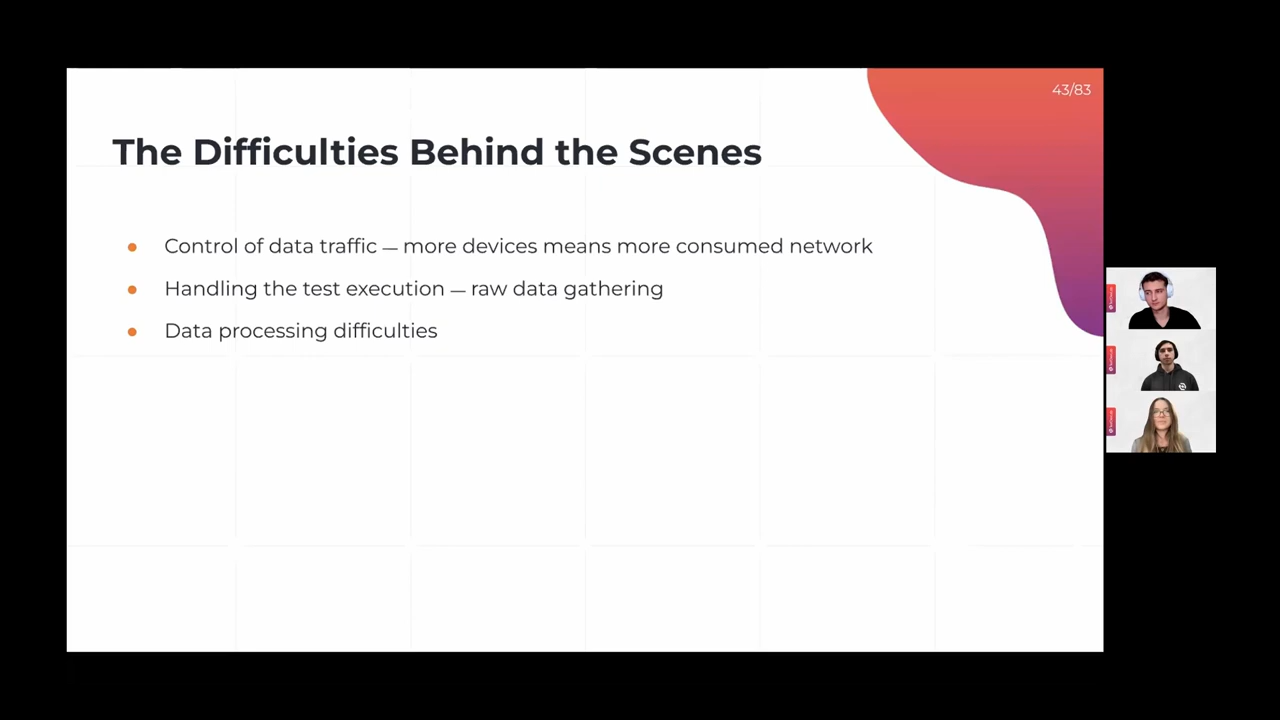 43/83
The Difficulties Behind the Scenes
● Control of data traffic — more devices means more consumed network
● Handling the test execution — raw data gathering
● Data processing difficulties